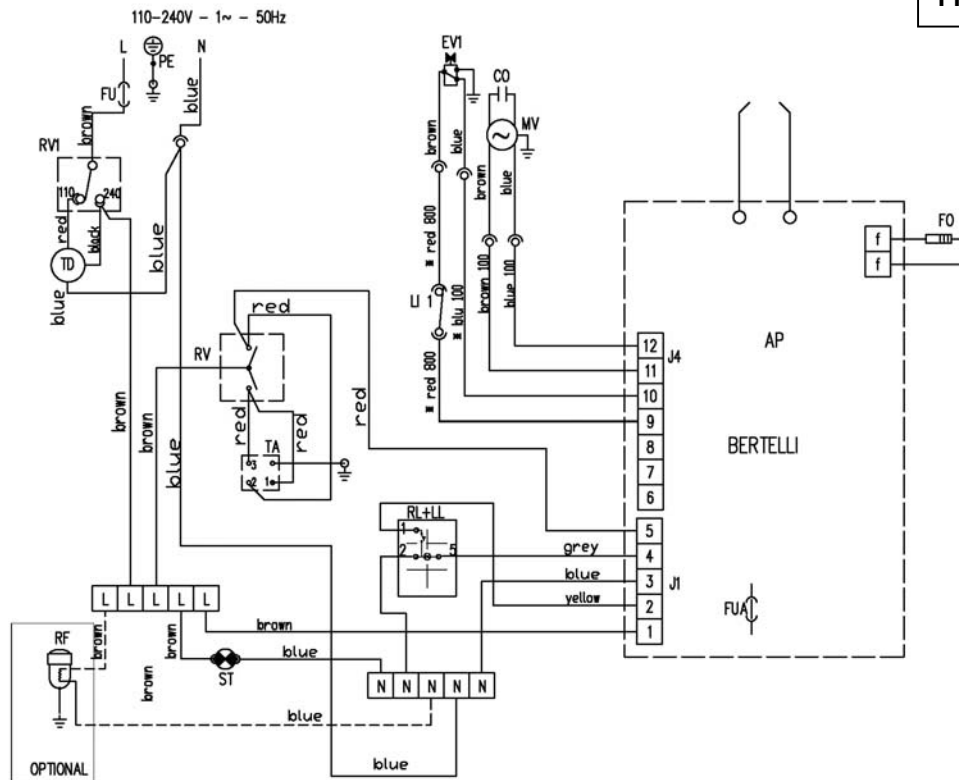 110-240V - 1~ - 50Hz
L
PE
N
FU
blue
brown
RV1
110
240
red
black
TD
blue
blue
EV1
CO
MV
brown
blue
brown
blue
¤ red 800
LI 1
¤ blu 100
brown 100
blue 100
¤ red 800
f
f
FO
AP
BERTELLI
12
11
10
9
8
7
6
J4
5
4
3
2
1
J1
FUA
red
RV
brown
brown
blue
red
red
TA
3
2
1
RL+LL
1
2
5
grey
blue
yellow
L L L L L
brown
brown
brown
brown
ST
blue
N N N N N
RF
blue
blue
OPTIONAL